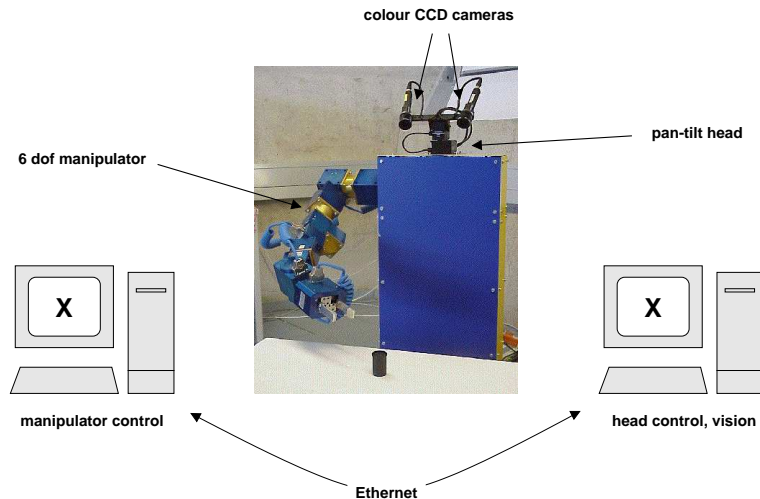 colour CCD cameras
pan-tilt head
6 dof manipulator
X
X
manipulator control
head control, vision
Ethernet